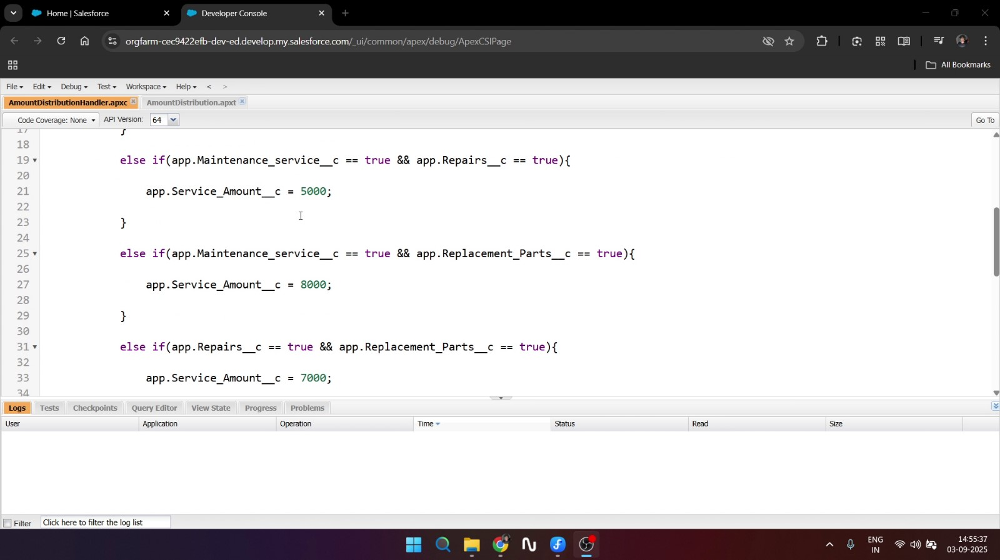 Home | Salesforce
Developer Console
orgfarm-cec9422efb-dev-ed.develop.my.salesforce.com/_ui/common/apex/debug/ApexCSIPage
All Bookmarks
File Edit Debug Test Workspace Help < >
AmountDistributionHandler.apxc AmountDistribution.apxt
Code Coverage: None API Version: 64 Go To
17 }
18
19 else if(app.Maintenance_service__c == true && app.Repairs__c == true){
20
21 app.Service_Amount__c = 5000;
22
23 }
24
25 else if(app.Maintenance_service__c == true && app.Replacement_Parts__c == true){
26
27 app.Service_Amount__c = 8000;
28
29 }
30
31 else if(app.Repairs__c == true && app.Replacement_Parts__c == true){
32
33 app.Service_Amount__c = 7000;
34
Logs Tests Checkpoints Query Editor View State Progress Problems
User Application Operation Time Status Read Size
Filter Click here to filter the log list
ENG
IN
14:55:37
03-09-2025